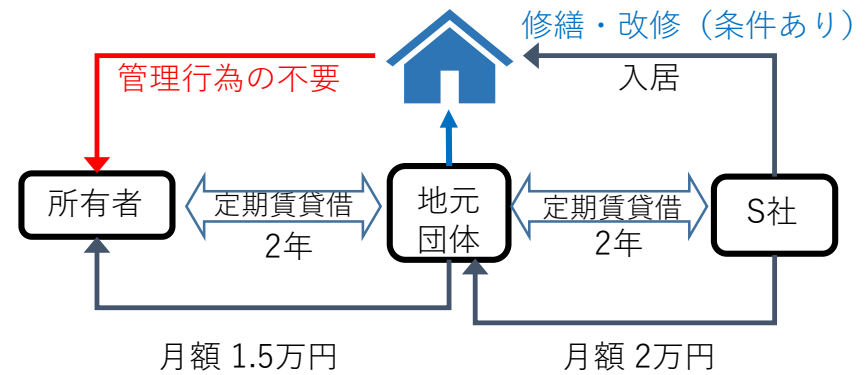 修繕・改修（条件あり）
管理行為の不要
入居
所有者
定期賃貸借
2年
地元
団体
定期賃貸借
2年
S社
月額 1.5万円
月額 2万円